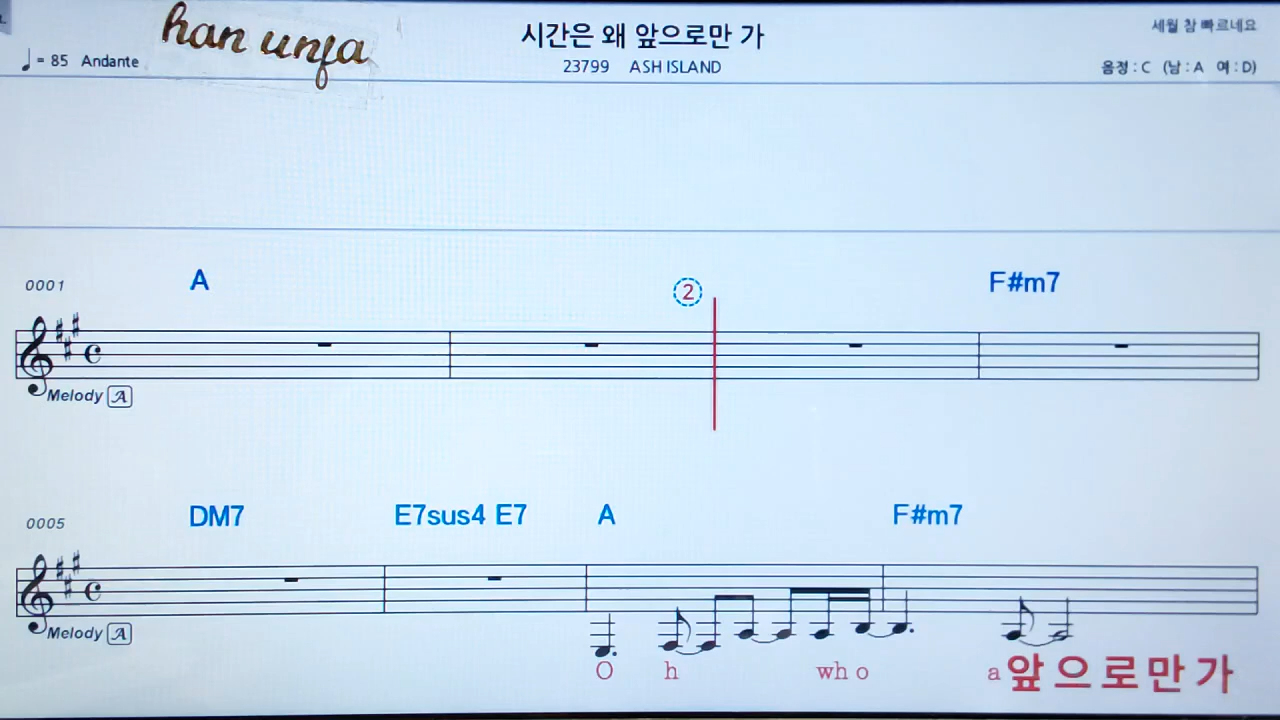 han unfa
시간은 왜 앞으로만 가
세월 참 빠르네요
♩ = 85 Andante
23799 ASH ISLAND
음정 : C (남 : A 여 : D)
0001
A
②
F#m7
Melody A
0005
DM7
E7sus4 E7
A
F#m7
Melody A
O h who a 앞으로만가